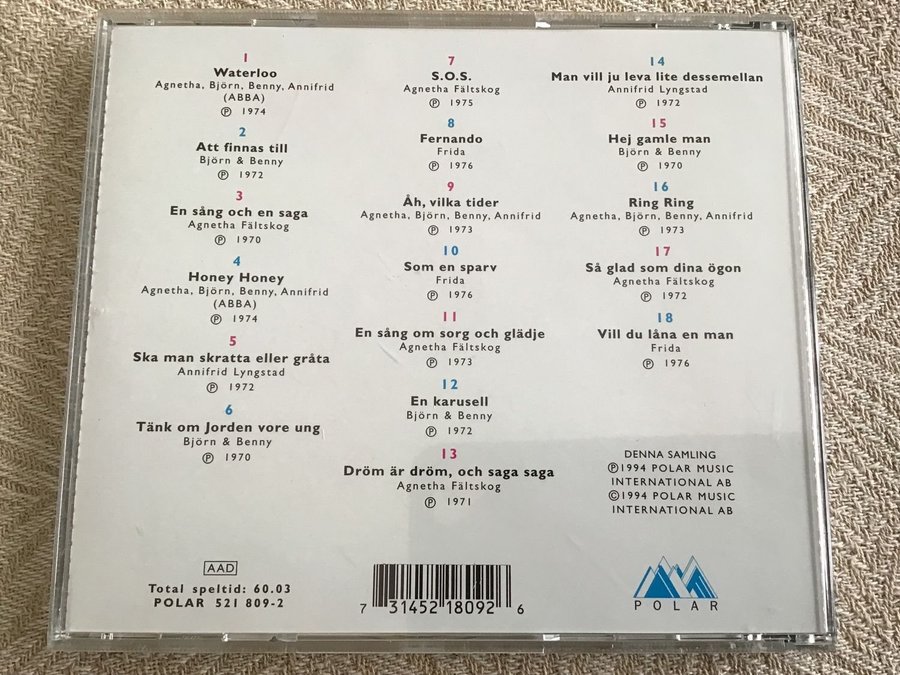 1
Waterloo
Agnetha, Björn, Benny, Annifrid
(ABBA)
℗ 1974
2
Att finnas till
Björn & Benny
℗ 1972
3
En sång och en saga
Agnetha Fältskog
℗ 1970
4
Honey Honey
Agnetha, Björn, Benny, Annifrid
(ABBA)
℗ 1974
5
Ska man skratta eller gråta
Annifrid Lyngstad
℗ 1972
6
Tänk om Jorden vore ung
Björn & Benny
℗ 1970
7
S.O.S.
Agnetha Fältskog
℗ 1975
8
Fernando
Frida
℗ 1976
9
Åh, vilka tider
Agnetha, Björn, Benny, Annifrid
℗ 1973
10
Som en sparv
Frida
℗ 1976
11
En sång om sorg och glädje
Agnetha Fältskog
℗ 1973
12
En karusell
Björn & Benny
℗ 1972
13
Dröm är dröm, och saga saga
Agnetha Fältskog
℗ 1971
14
Man vill ju leva lite dessemellan
Annifrid Lyngstad
℗ 1972
15
Hej gamle man
Björn & Benny
℗ 1970
16
Ring Ring
Agnetha, Björn, Benny, Annifrid
℗ 1973
17
Så glad som dina ögon
Agnetha Fältskog
℗ 1972
18
Vill du låna en man
Frida
℗ 1976
DENNA SAMLING
℗1994 POLAR MUSIC
INTERNATIONAL AB
©1994 POLAR MUSIC
INTERNATIONAL AB
AAD
Total speltid: 60.03
POLAR 521 809-2
7 31452 18092 6
POLAR